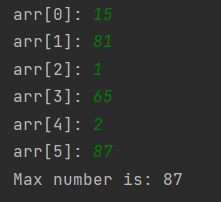 arr[0]: 15
arr[1]: 81
arr[2]: 1
arr[3]: 65
arr[4]: 2
arr[5]: 87
Max number is: 87